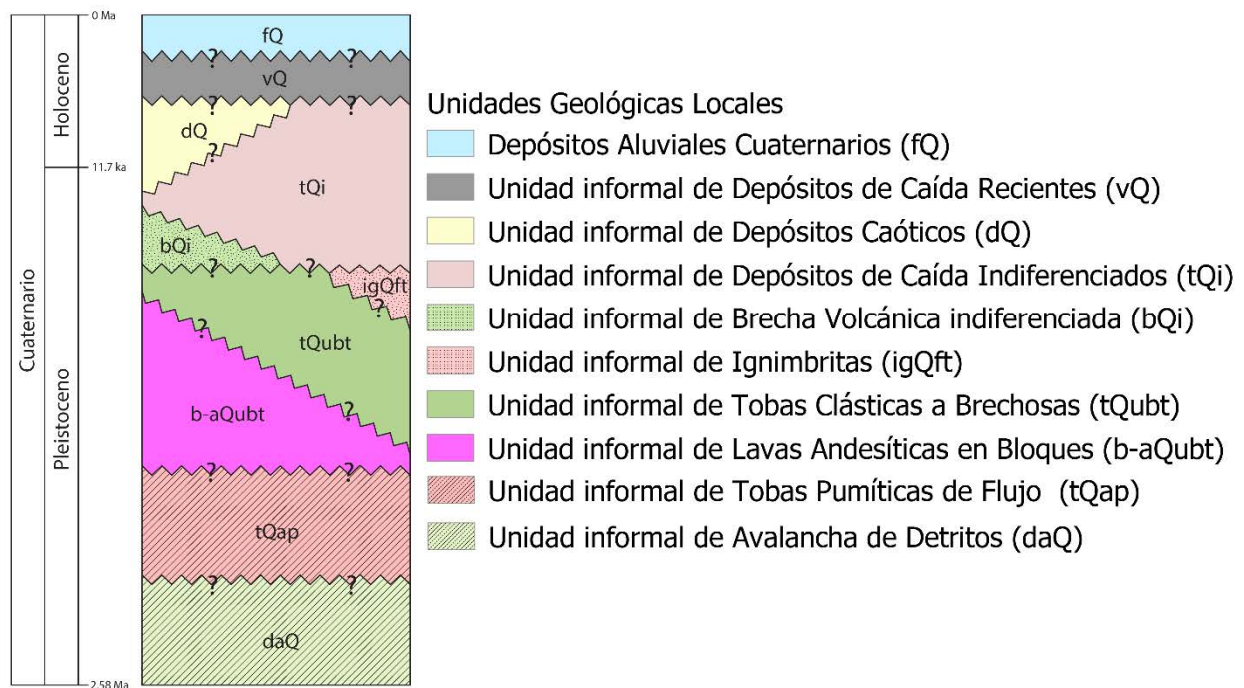 0 Ma
Holoceno
11.7 ka
Cuaternario
Pleistoceno
2.58 Ma
fQ
?
?
vQ
?
?
dQ
?
tQi
bQi
?
?
igQft
?
?
tQubt
b-aQubt
?
?
?
tQap
?
?
daQ
Unidades Geológicas Locales
Depósitos Aluviales Cuaternarios (fQ)
Unidad informal de Depósitos de Caída Recientes (vQ)
Unidad informal de Depósitos Caóticos (dQ)
Unidad informal de Depósitos de Caída Indiferenciados (tQi)
Unidad informal de Brecha Volcánica indiferenciada (bQi)
Unidad informal de Ignimbritas (igQft)
Unidad informal de Tobas Clásticas a Brechosas (tQubt)
Unidad informal de Lavas Andesíticas en Bloques (b-aQubt)
Unidad informal de Tobas Pumíticas de Flujo (tQap)
Unidad informal de Avalancha de Detritos (daQ)